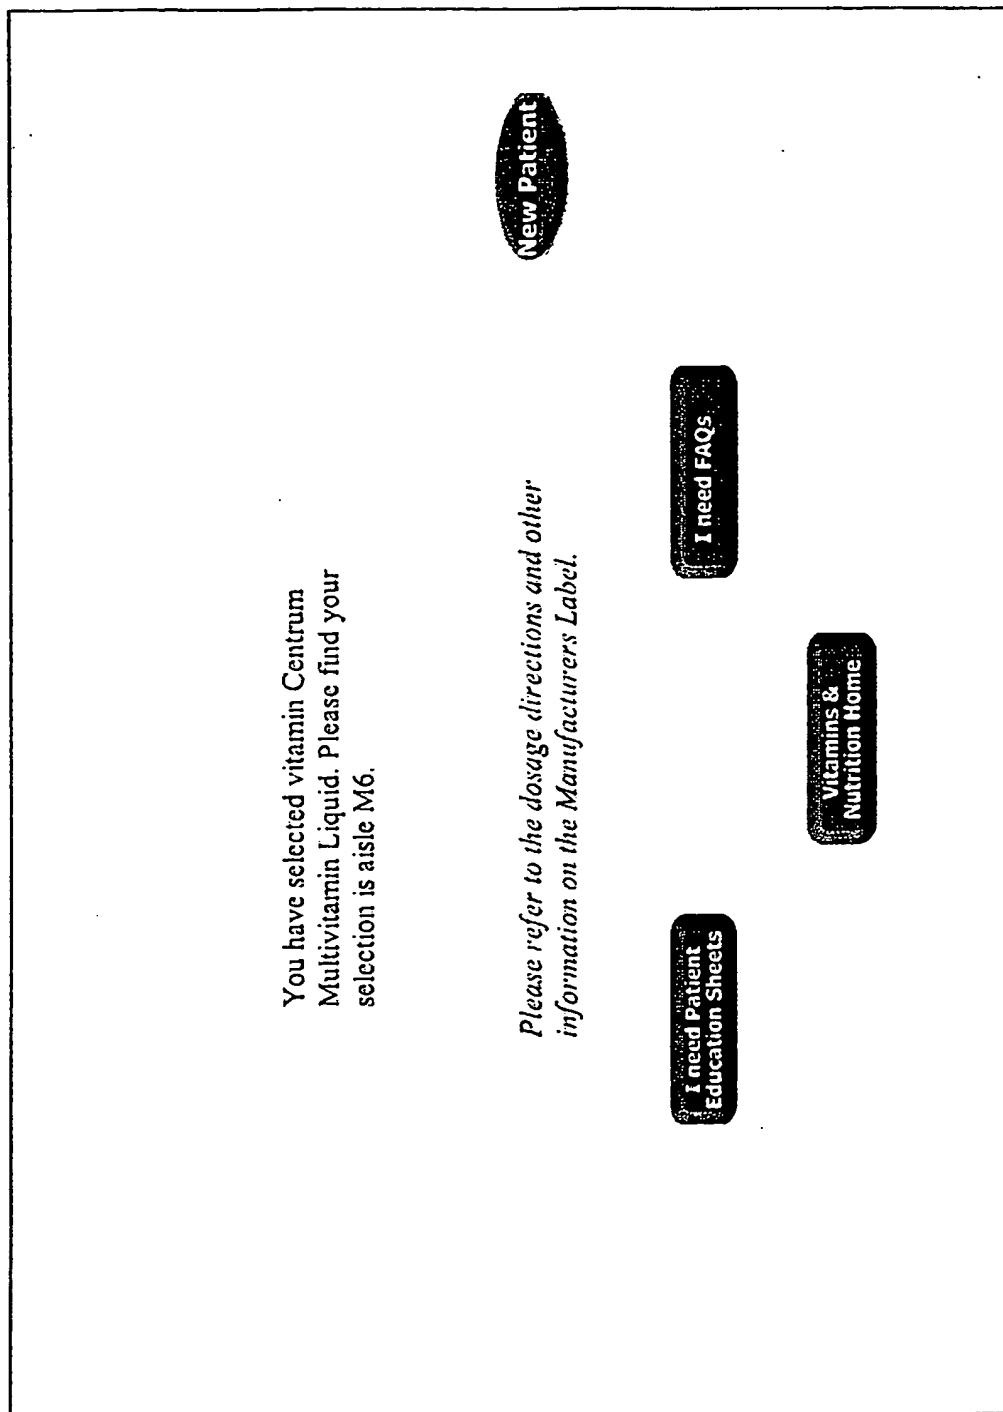 You have selected vitamin Centrum
Multivitamin Liquid. Please find your
selection is aisle M6.
Please refer to the dosage directions and other
information on the Manufacturers Label.
New Patient
I need Patient
Education Sheets
I need FAQs
Vitamins &
Nutrition Home